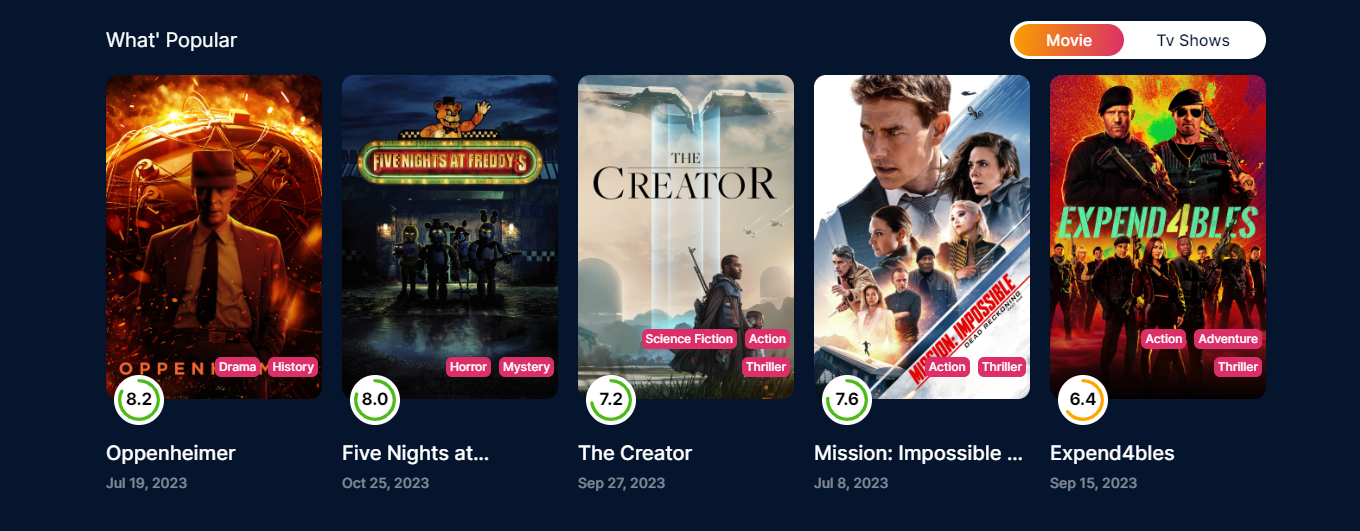 What' Popular
Movie
Tv Shows
OPPEN
Drama
History
8.2
Oppenheimer
Jul 19, 2023
FIVE NIGHTS AT FREDDY'S
Horror
Mystery
8.0
Five Nights at...
Oct 25, 2023
THE
CREATOR
Science Fiction
Action
Thriller
7.2
The Creator
Sep 27, 2023
MISSION: IMPOSSIBLE
DEAD RECKONING
Action
Thriller
7.6
Mission: Impossible ...
Jul 8, 2023
EXPEND4BLES
Action
Adventure
Thriller
6.4
Expend4bles
Sep 15, 2023